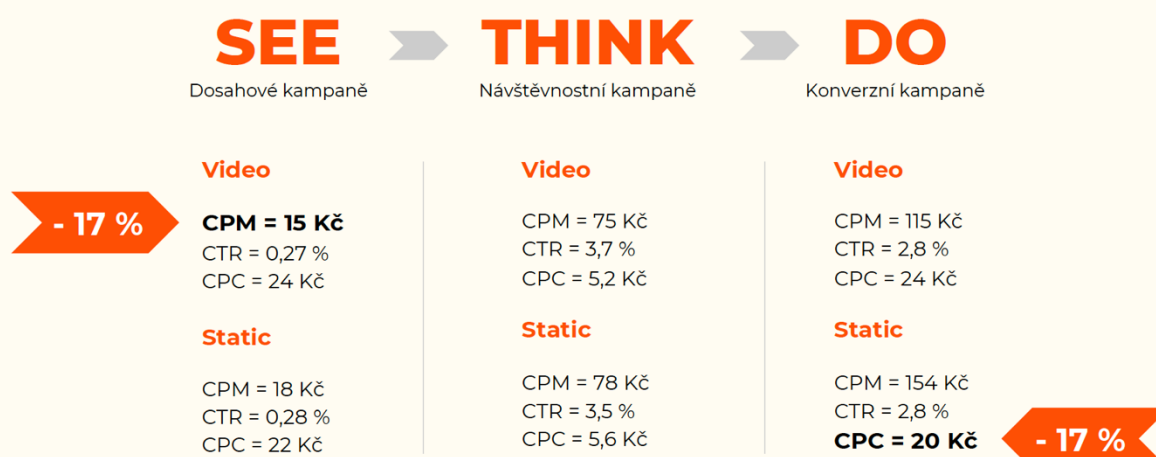 SEE
Dosahové kampaně
Video
- 17 %
CPM = 15 Kč
CTR = 0,27 %
CPC = 24 Kč
Static
CPM = 18 Kč
CTR = 0,28 %
CPC = 22 Kč
THINK
Návštěvnostní kampaně
Video
CPM = 75 Kč
CTR = 3,7 %
CPC = 5,2 Kč
Static
CPM = 78 Kč
CTR = 3,5 %
CPC = 5,6 Kč
DO
Konverzní kampaně
Video
CPM = 115 Kč
CTR = 2,8 %
CPC = 24 Kč
Static
CPM = 154 Kč
CTR = 2,8 %
CPC = 20 Kč
- 17 %